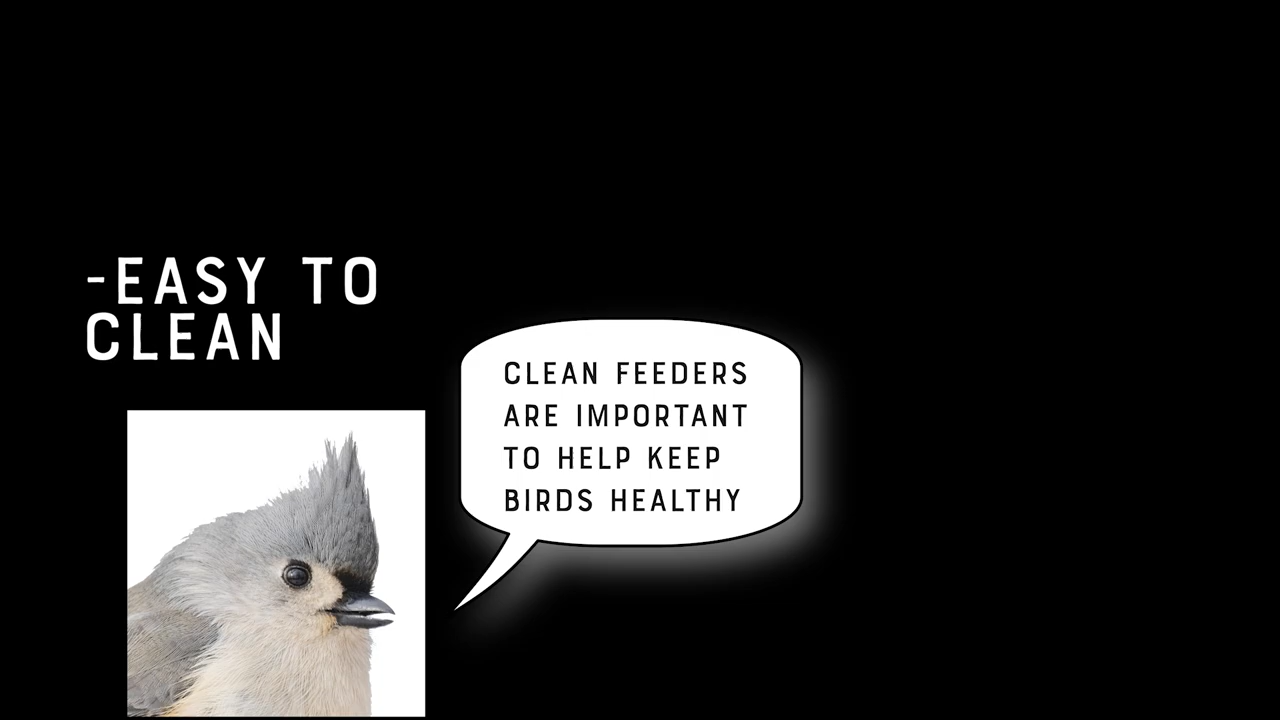 -EASY TO
CLEAN
CLEAN FEEDERS
ARE IMPORTANT
TO HELP KEEP
BIRDS HEALTHY